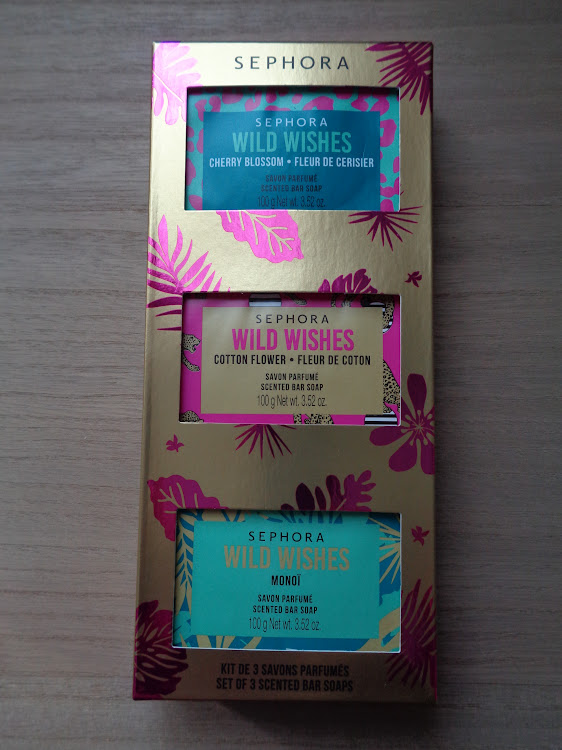 SEPHORA
SEPHORA
WILD WISHES
CHERRY BLOSSOM • FLEUR DE CERISIER
SAVON PARFUMÉ
SCENTED BAR SOAP
100 g Net wt. 3.52 oz.
SEPHORA
WILD WISHES
COTTON FLOWER • FLEUR DE COTON
SAVON PARFUMÉ
SCENTED BAR SOAP
100 g Net wt. 3.52 oz.
SEPHORA
WILD WISHES
MONOÏ
SAVON PARFUMÉ
SCENTED BAR SOAP
100 g Net wt. 3.52 oz.
KIT DE 3 SAVONS PARFUMÉS
SET OF 3 SCENTED BAR SOAPS